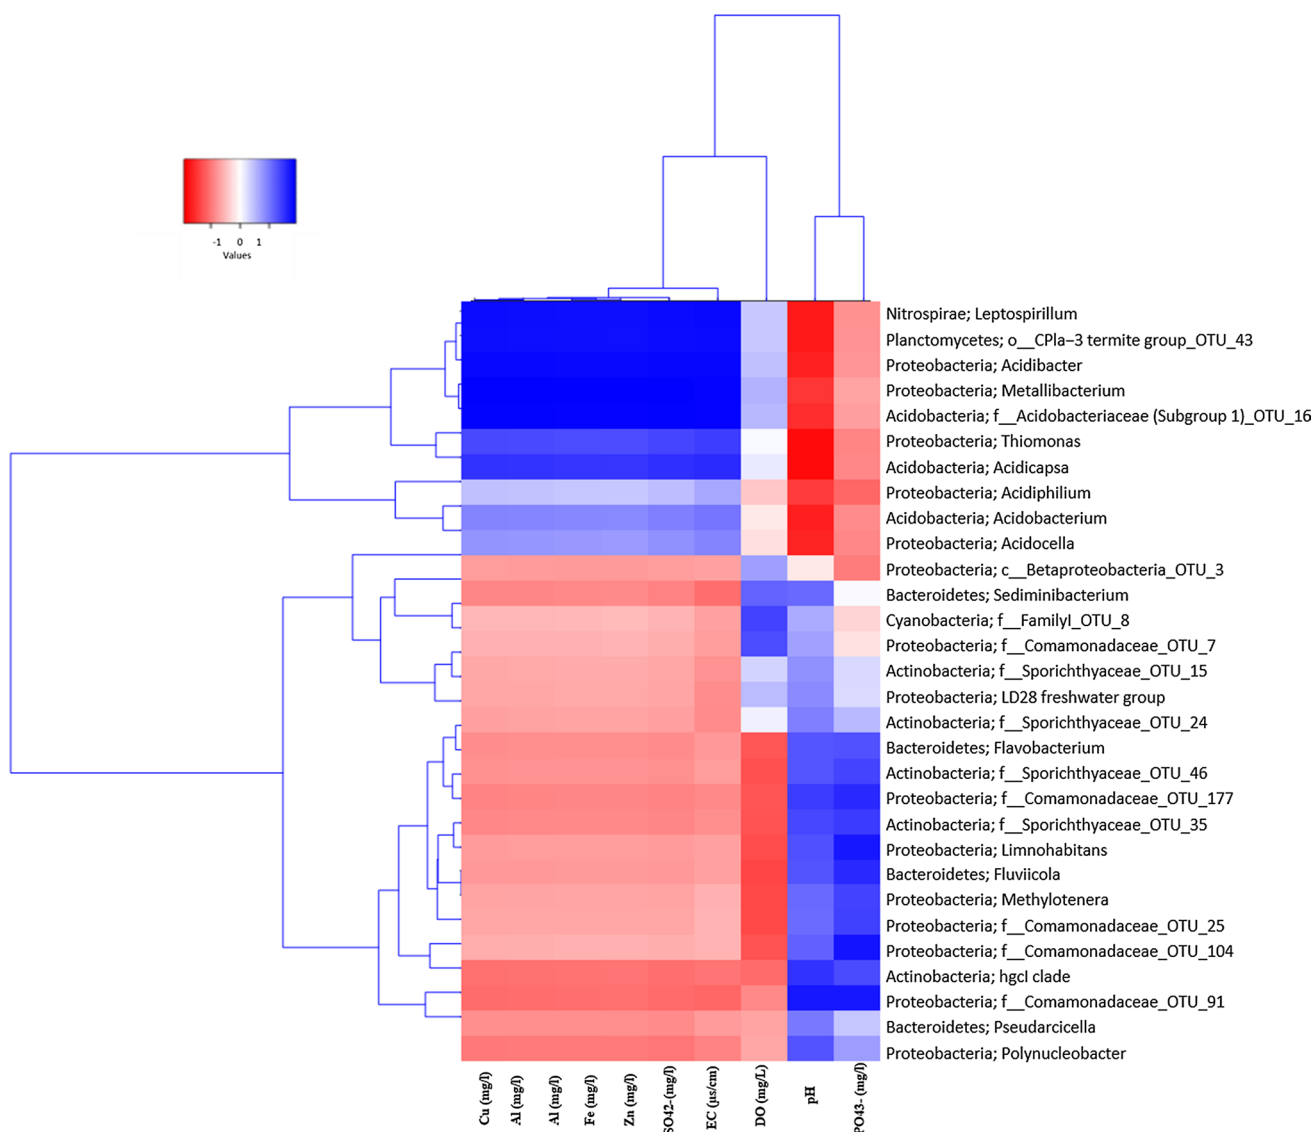 -1 0 1
Values
Nitrospirae; Leptospirillum
Planctomycetes; o__CPla–3 termite group_OTU_43
Proteobacteria; Acidibacter
Proteobacteria; Metallibacterium
Acidobacteria; f__Acidobacteriaceae (Subgroup 1)_OTU_16
Proteobacteria; Thiomonas
Acidobacteria; Acidicapsa
Proteobacteria; Acidiphilium
Acidobacteria; Acidobacterium
Proteobacteria; Acidocella
Proteobacteria; c__Betaproteobacteria_OTU_3
Bacteroidetes; Sediminibacterium
Cyanobacteria; f__FamilyI_OTU_8
Proteobacteria; f__Comamonadaceae_OTU_7
Actinobacteria; f__Sporichthyaceae_OTU_15
Proteobacteria; LD28 freshwater group
Actinobacteria; f__Sporichthyaceae_OTU_24
Bacteroidetes; Flavobacterium
Actinobacteria; f__Sporichthyaceae_OTU_46
Proteobacteria; f__Comamonadaceae_OTU_177
Actinobacteria; f__Sporichthyaceae_OTU_35
Proteobacteria; Limnohabitans
Bacteroidetes; Fluviicola
Proteobacteria; Methylotenera
Proteobacteria; f__Comamonadaceae_OTU_25
Proteobacteria; f__Comamonadaceae_OTU_104
Actinobacteria; hgcI clade
Proteobacteria; f__Comamonadaceae_OTU_91
Bacteroidetes; Pseudarcicella
Proteobacteria; Polynucleobacter
Cu (mg/l)
Al (mg/l)
Al (mg/l)
Fe (mg/l)
Zn (mg/l)
SO42-(mg/l)
EC (µs/cm)
DO (mg/L)
pH
PO43- (mg/l)